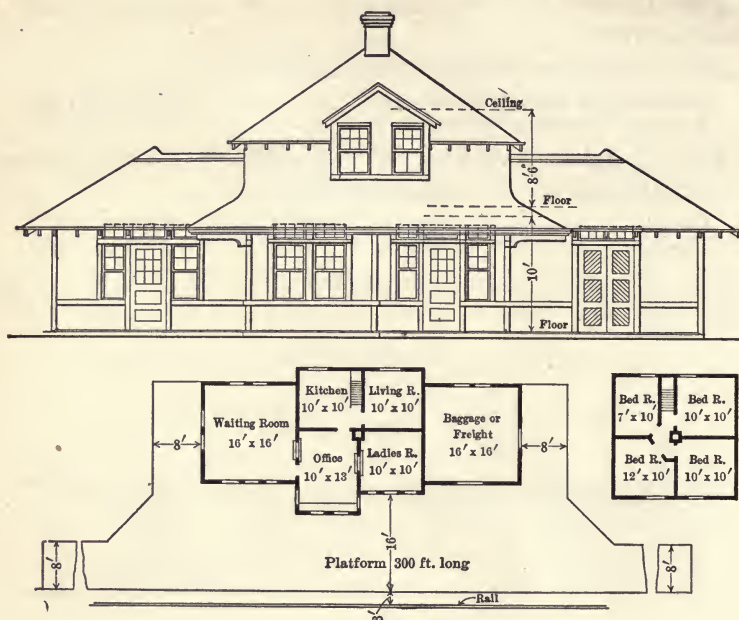 Ceiling
8'6"
Floor
10'
Floor
Kitchen
10' x 10'
Living R.
10' x 10'
Waiting Room
16' x 16'
Baggage or
Freight
16' x 16'
Office
10' x 13'
Ladies R.
10' x 10'
8'
8'
Bed R.
7' x 10'
Bed R.
10' x 10'
Bed R.
12' x 10'
Bed R.
10' x 10'
16'
8'
Platform 300 ft. long
8'
Rail